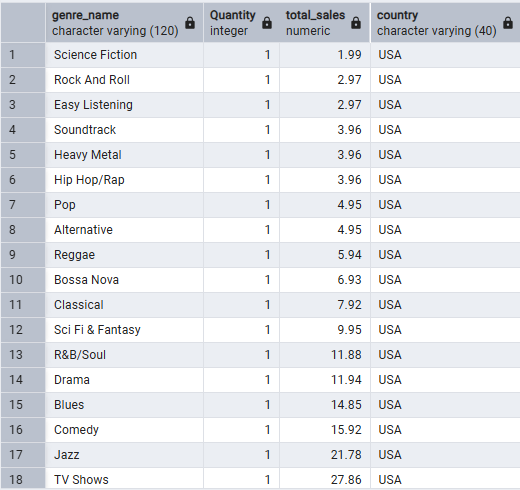 genre_name Quantity total_sales country
character varying (120) integer numeric character varying (40)
1 Science Fiction 1 1.99 USA
2 Rock And Roll 1 2.97 USA
3 Easy Listening 1 2.97 USA
4 Soundtrack 1 3.96 USA
5 Heavy Metal 1 3.96 USA
6 Hip Hop/Rap 1 3.96 USA
7 Pop 1 4.95 USA
8 Alternative 1 4.95 USA
9 Reggae 1 5.94 USA
10 Bossa Nova 1 6.93 USA
11 Classical 1 7.92 USA
12 Sci Fi & Fantasy 1 9.95 USA
13 R&B/Soul 1 11.88 USA
14 Drama 1 11.94 USA
15 Blues 1 14.85 USA
16 Comedy 1 15.92 USA
17 Jazz 1 21.78 USA
18 TV Shows 1 27.86 USA